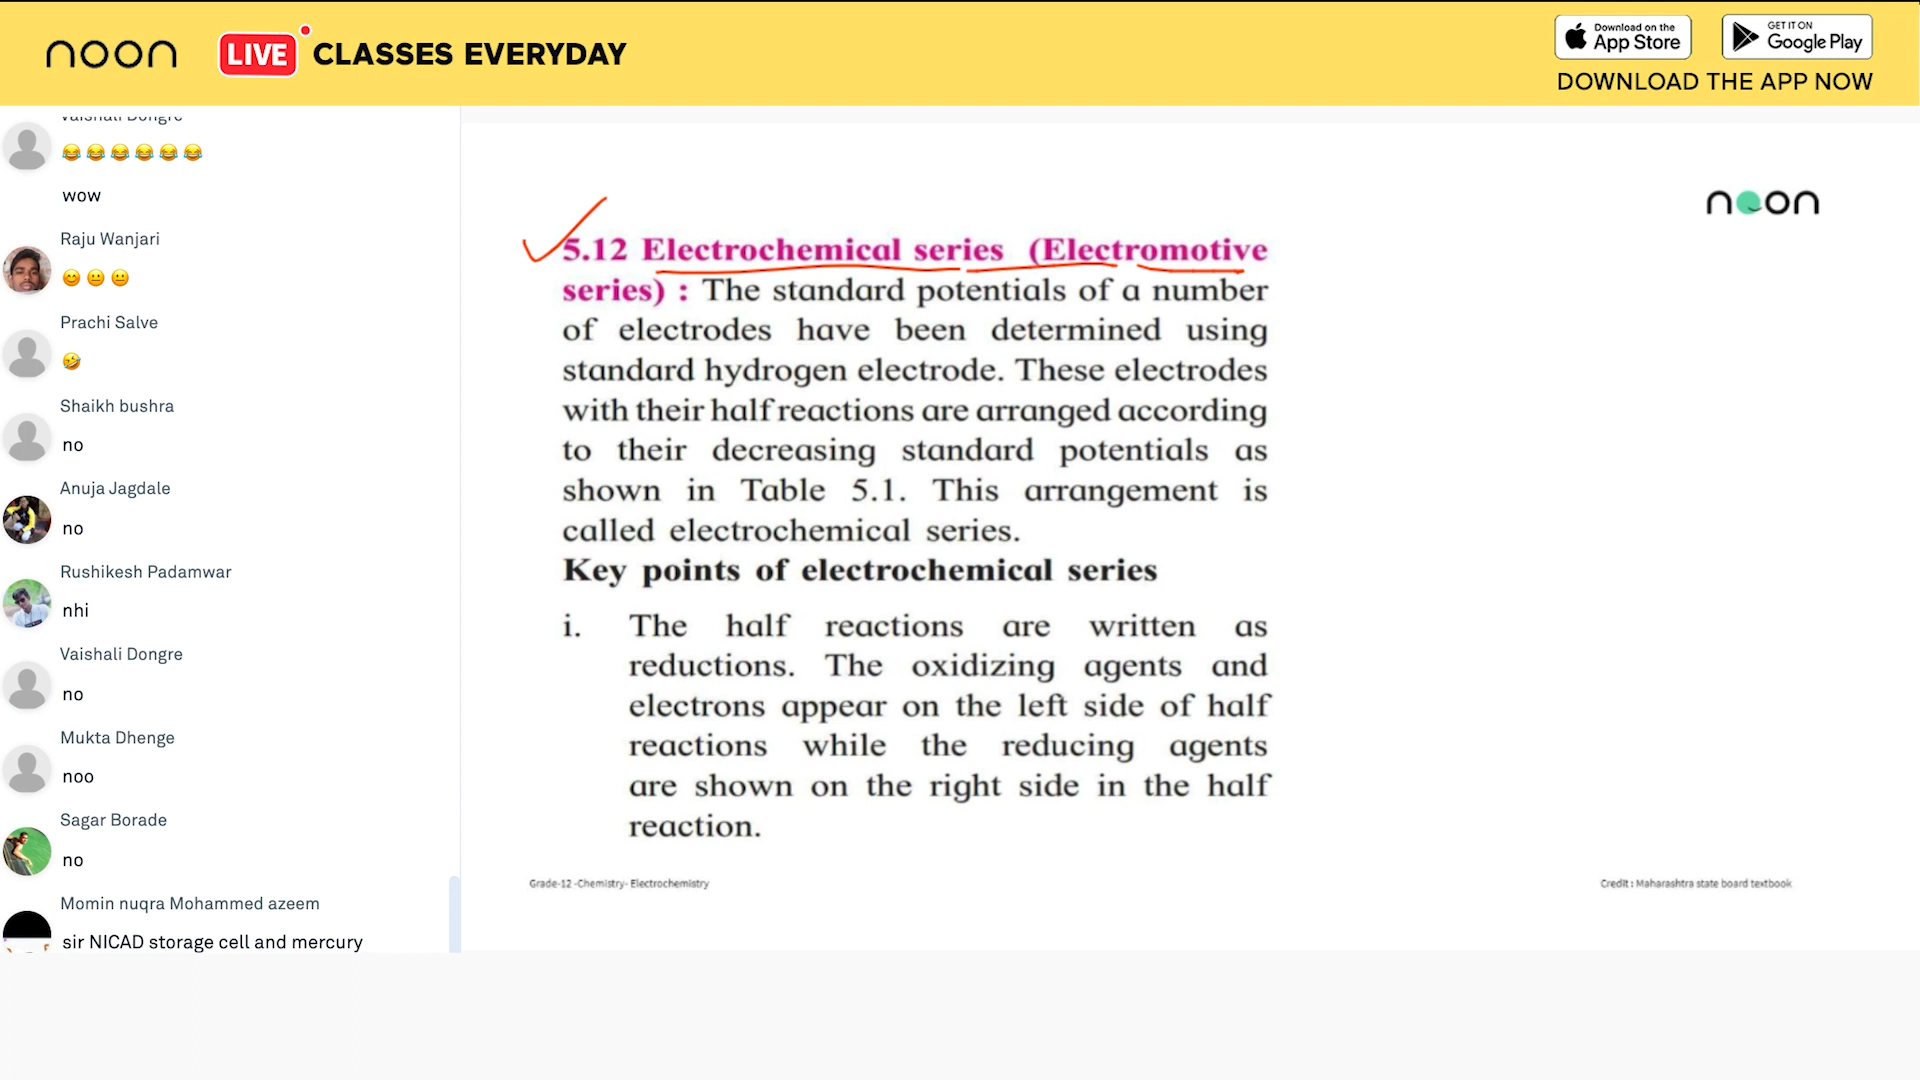 noon
LIVE CLASSES EVERYDAY
Download on the
App Store
GET IT ON
Google Play
DOWNLOAD THE APP NOW
Vaishali Dongre
😂😂😂😂😂😂
wow
Raju Wanjari
😊😐😐
Prachi Salve
🤣
Shaikh bushra
no
Anuja Jagdale
no
Rushikesh Padamwar
nhi
Vaishali Dongre
no
Mukta Dhenge
noo
Sagar Borade
no
Momin nuqra Mohammed azeem
sir NICAD storage cell and mercury
noon
5.12 Electrochemical series (Electromotive
series) : The standard potentials of a number
of electrodes have been determined using
standard hydrogen electrode. These electrodes
with their half reactions are arranged according
to their decreasing standard potentials as
shown in Table 5.1. This arrangement is
called electrochemical series.
Key points of electrochemical series
i. The half reactions are written as
reductions. The oxidizing agents and
electrons appear on the left side of half
reactions while the reducing agents
are shown on the right side in the half
reaction.
Grade-12 -Chemistry- Electrochemistry
Credit : Maharashtra state board textbook